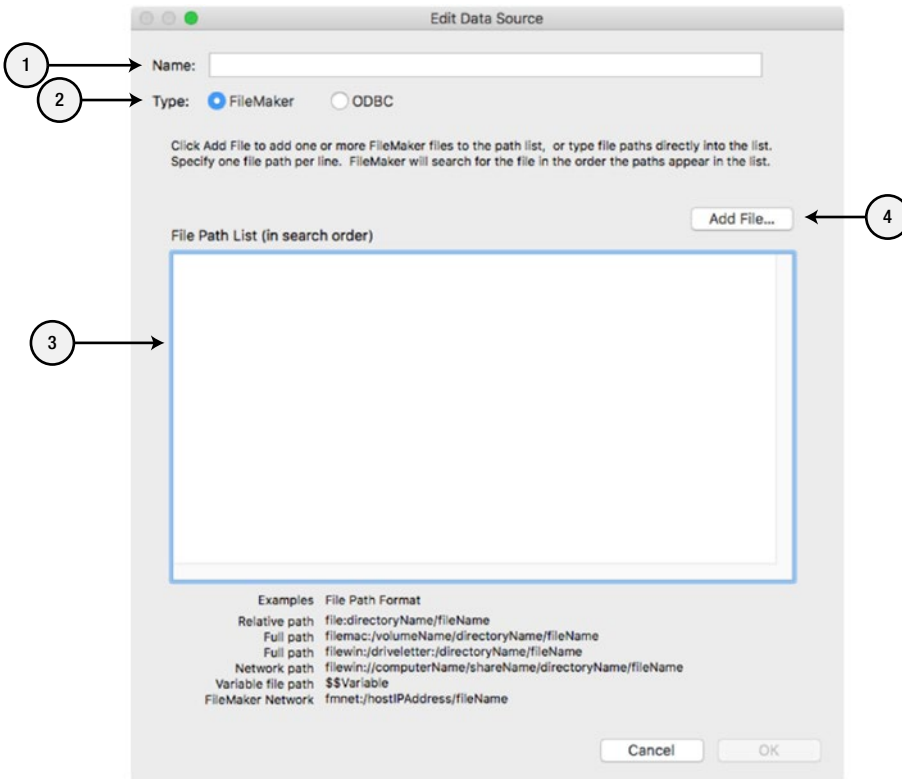 Edit Data Source
1
Name:
2
Type: FileMaker ODBC
Click Add File to add one or more FileMaker files to the path list, or type file paths directly into the list.
Specify one file path per line. FileMaker will search for the file in the order the paths appear in the list.
Add File...
4
File Path List (in search order)
3
Examples File Path Format
Relative path file:directoryName/fileName
Full path filemac:/volumeName/directoryName/fileName
Full path filewin:/driveletter:/directoryName/fileName
Network path filewin://computerName/shareName/directoryName/fileName
Variable file path $$Variable
FileMaker Network fmnet:/hostIPAddress/fileName
Cancel OK